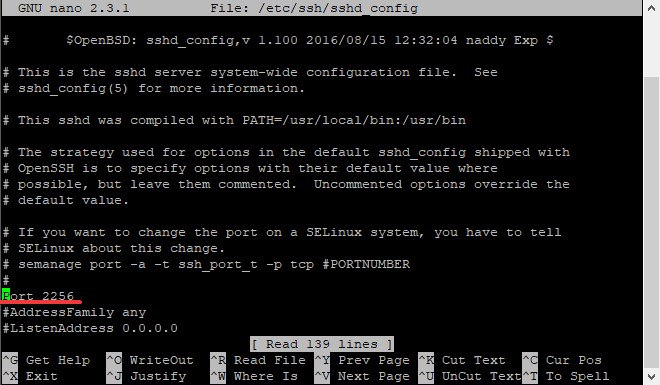 GNU nano 2.3.1 File: /etc/ssh/sshd_config
# $OpenBSD: sshd_config,v 1.100 2016/08/15 12:32:04 naddy Exp $
# This is the sshd server system-wide configuration file. See
# sshd_config(5) for more information.
# This sshd was compiled with PATH=/usr/local/bin:/usr/bin
# The strategy used for options in the default sshd_config shipped with
# OpenSSH is to specify options with their default value where
# possible, but leave them commented. Uncommented options override the
# default value.
# If you want to change the port on a SELinux system, you have to tell
# SELinux about this change.
# semanage port -a -t ssh_port_t -p tcp #PORTNUMBER
#
Port 2256
#AddressFamily any
#ListenAddress 0.0.0.0
[ Read 139 lines ]
^G Get Help ^O WriteOut ^R Read File ^Y Prev Page ^K Cut Text ^C Cur Pos
^X Exit ^J Justify ^W Where Is ^V Next Page ^U UnCut Text ^T To Spell